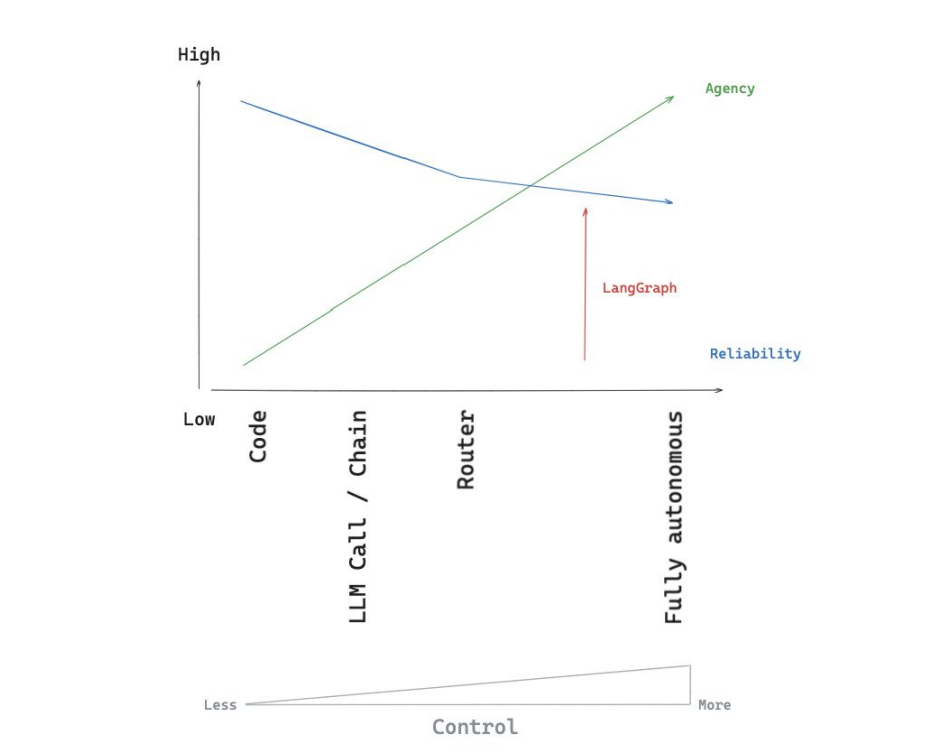 High
Agency
LangGraph
Reliability
Low
Code
LLM Call / Chain
Router
Fully autonomous
Less
More
Control